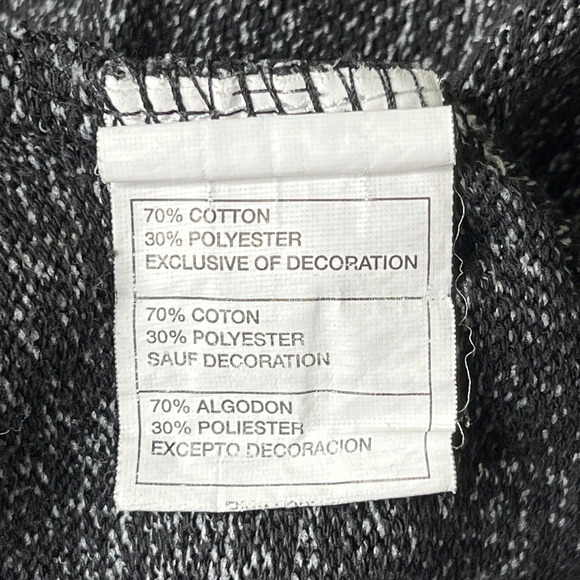 70% COTTON
30% POLYESTER
EXCLUSIVE OF DECORATION
70% COTON
30% POLYESTER
SAUF DECORATION
70% ALGODON
30% POLIESTER
EXCEPTO DECORACION